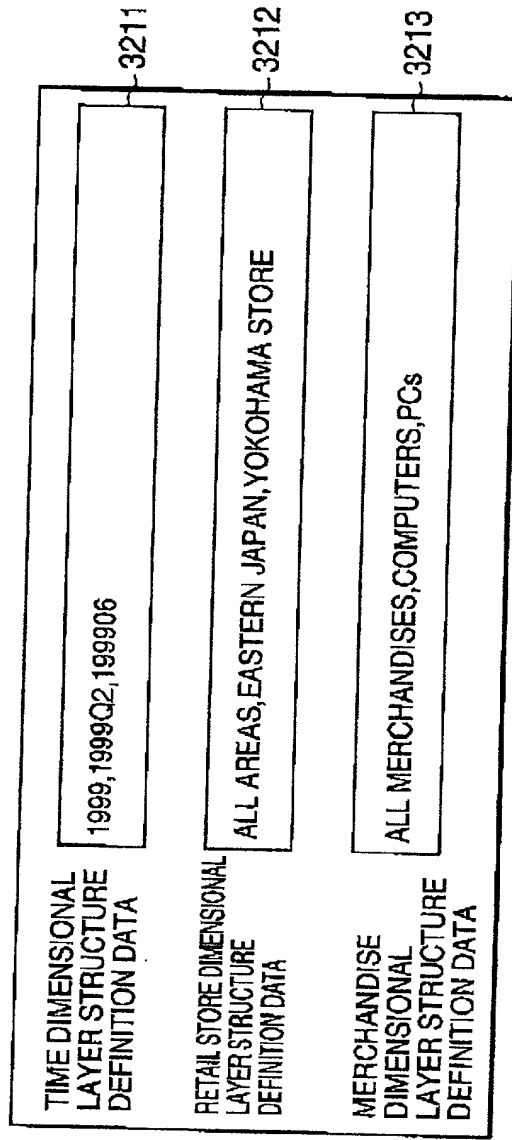 TIME DIMENSIONAL
LAYER STRUCTURE
DEFINITION DATA
1999,1999Q2,199906
3211
RETAIL STORE DIMENSIONAL
LAYER STRUCTURE
DEFINITION DATA
ALL AREAS,EASTERN JAPAN,YOKOHAMA STORE
3212
MERCHANDISE
DIMENSIONAL
LAYER STRUCTURE
DEFINITION DATA
ALL MERCHANDISES,COMPUTERS,PCs
3213